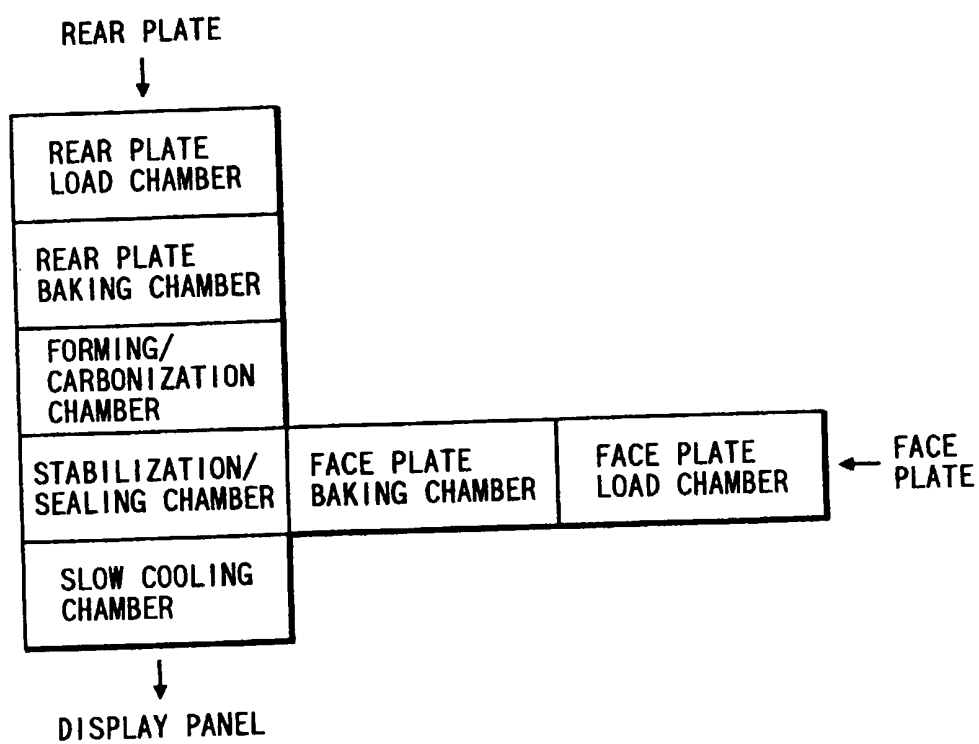 REAR PLATE
REAR PLATE
LOAD CHAMBER
REAR PLATE
BAKING CHAMBER
FORMING/
CARBONIZATION
CHAMBER
STABILIZATION/
SEALING CHAMBER
FACE PLATE
BAKING CHAMBER
FACE PLATE
LOAD CHAMBER
FACE
PLATE
SLOW COOLING
CHAMBER
DISPLAY PANEL